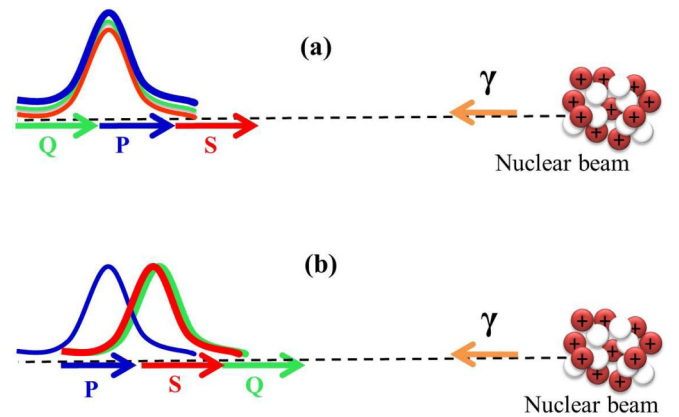 (a)
γ
Q P S
Nuclear beam
(b)
γ
P S Q
Nuclear beam